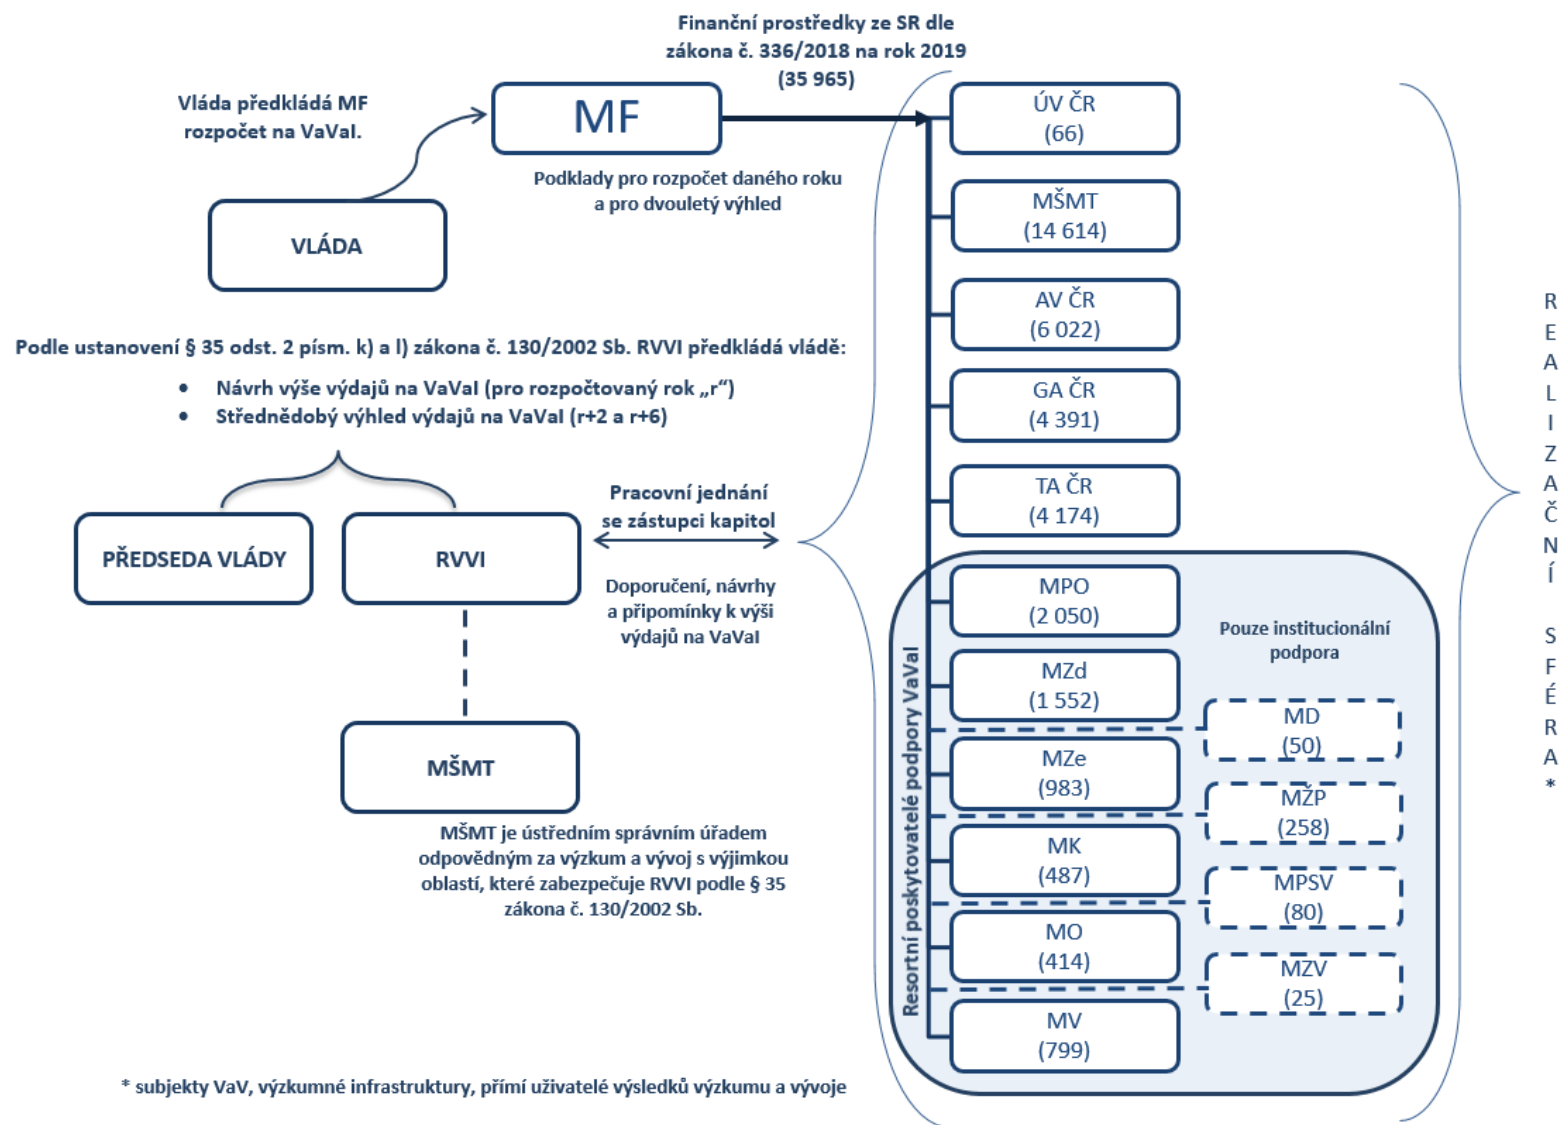 Finanční prostředky ze SR dle
zákona č. 336/2018 na rok 2019
(35 965)
Vláda předkládá MF
rozpočet na VaVaI.
MF
Podklady pro rozpočet daného roku
a pro dvouletý výhled
VLÁDA
Podle ustanovení § 35 odst. 2 písm. k) a l) zákona č. 130/2002 Sb. RVVI předkládá vládě:
• Návrh výše výdajů na VaVaI (pro rozpočtovaný rok „r“)
• Střednědobý výhled výdajů na VaVaI (r+2 a r+6)
PŘEDSEDA VLÁDY
RVVI
Pracovní jednání
se zástupci kapitol
Doporučení, návrhy
a připomínky k výši
výdajů na VaVaI
MŠMT
MŠMT je ústředním správním úřadem
odpovědným za výzkum a vývoj s výjimkou
oblastí, které zabezpečuje RVVI podle § 35
zákona č. 130/2002 Sb.
ÚV ČR
(66)
MŠMT
(14 614)
AV ČR
(6 022)
GA ČR
(4 391)
TA ČR
(4 174)
Resortní poskytovatelé podpory VaVaI
MPO
(2 050)
MZd
(1 552)
MZe
(983)
MK
(487)
MO
(414)
MV
(799)
Pouze institucionální
podpora
MD
(50)
MŽP
(258)
MPSV
(80)
MZV
(25)
REALIZAČNÍ SFÉRA*
* subjekty VaV, výzkumné infrastruktury, přímí uživatelé výsledků výzkumu a vývoje